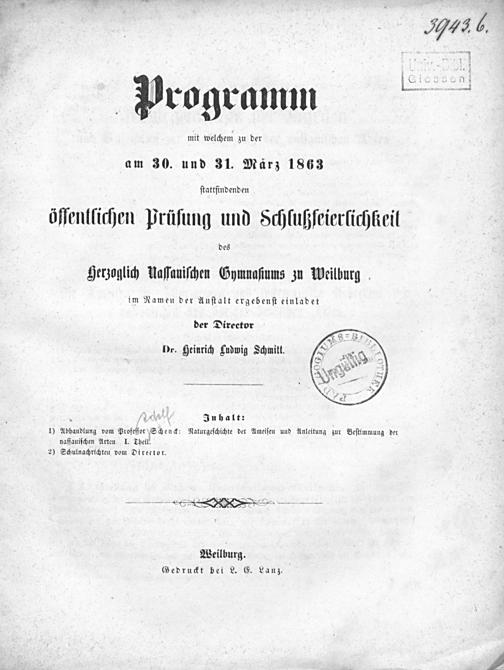 3943.6.
Univ.-Bibl.
Giessen
Programm
mit welchem zu der
am 30. und 31. März 1863
stattfindenden
öffentlichen Prüfung und Schlußfeierlichkeit
des
Herzoglich Nassauischen Gymnasiums zu Weilburg
im Namen der Anstalt ergebenst einladet
der Director
Dr. Heinrich Ludwig Schmitt.
PÄDAGOGIUMS-BIBLIOTHEK
Ungültig
Inhalt:
1) Abhandlung vom Professor Schenck: Naturgeschichte der Ameisen und Anleitung zur Bestimmung der
nassauischen Arten. I. Theil.
2) Schulnachrichten vom Director.
Weilburg.
Gedruckt bei L. E. Lanz.